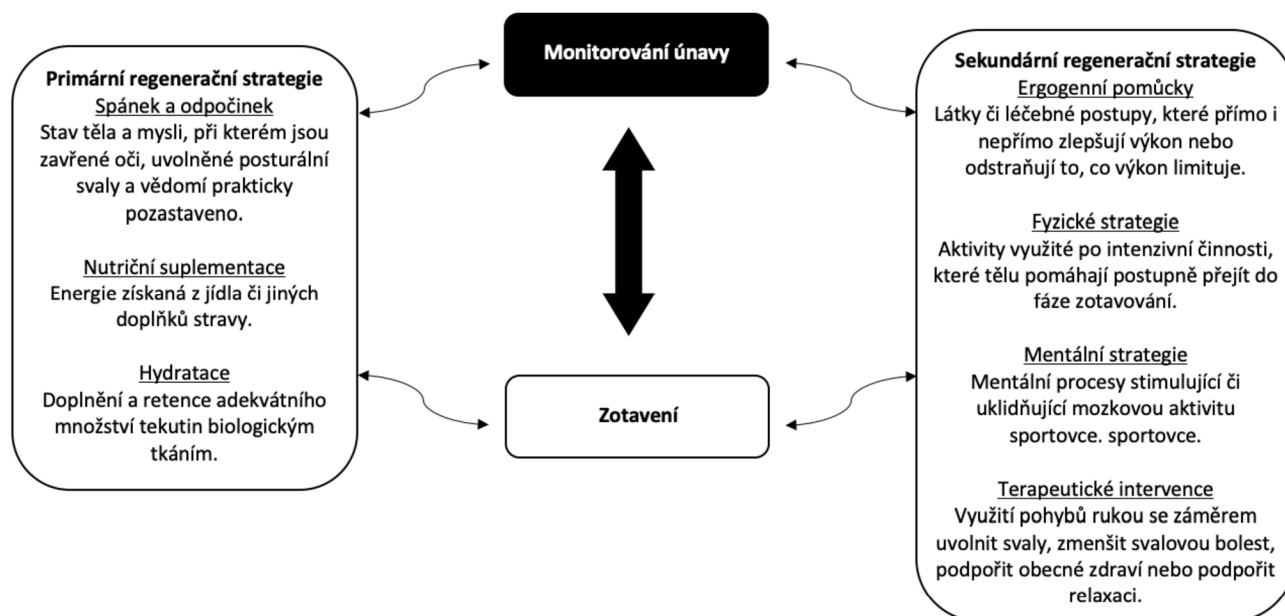 Primární regenerační strategie
Spánek a odpočinek
Stav těla a mysli, při kterém jsou
zavřené oči, uvolněné posturální
svaly a vědomí prakticky
pozastaveno.
Nutriční suplementace
Energie získaná z jídla či jiných
doplňků stravy.
Hydratace
Doplnění a retence adekvátního
množství tekutin biologickým
tkáním.
Monitorování únavy
Zotavení
Sekundární regenerační strategie
Ergogenní pomůcky
Látky či léčebné postupy, které přímo i
nepřímo zlepšují výkon nebo
odstraňují to, co výkon limituje.
Fyzické strategie
Aktivity využité po intenzivní činnosti,
které tělu pomáhají postupně přejít do
fáze zotavování.
Mentální strategie
Mentální procesy stimulující či
uklidňující mozkovou aktivitu
sportovce. sportovce.
Terapeutické intervence
Využití pohybů rukou se záměrem
uvolnit svaly, zmenšit svalovou bolest,
podpořit obecné zdraví nebo podpořit
relaxaci.